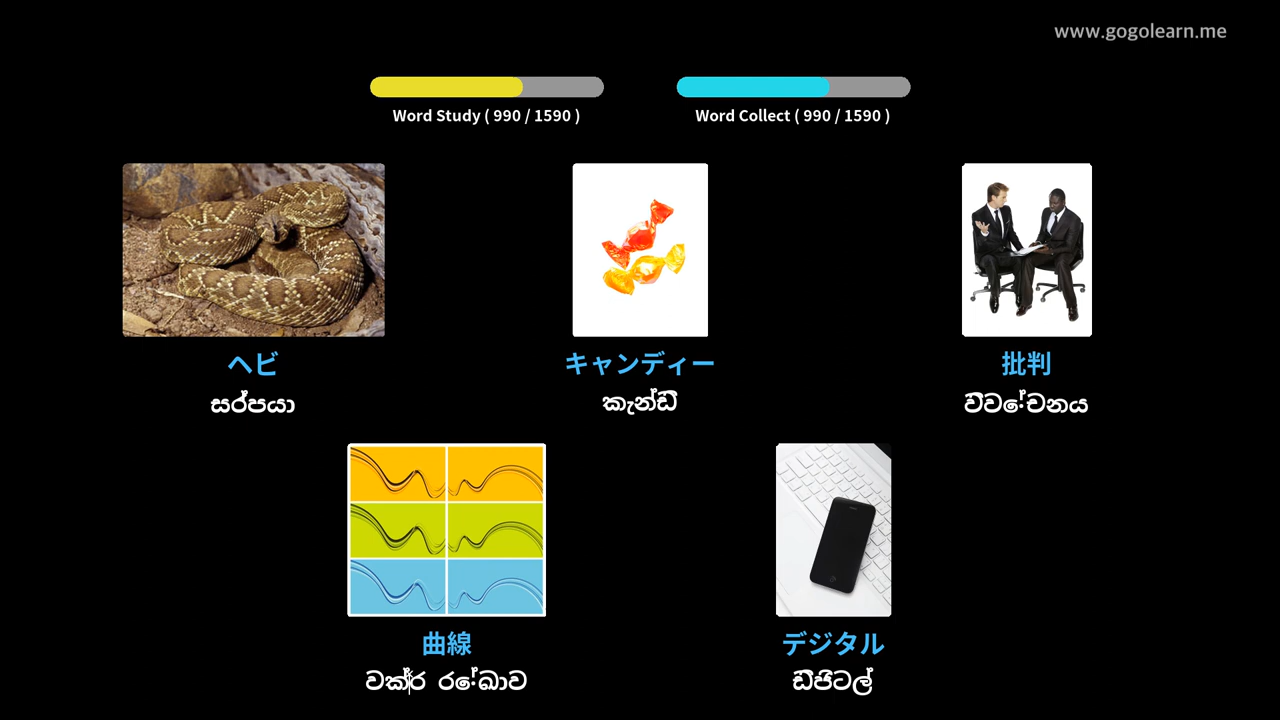 www.gogolearn.me
Word Study ( 990 / 1590 )
Word Collect ( 990 / 1590 )
ヘビ
සර්පයා
キャンディー
කැන්ඩි
批判
විවේචනය
曲線
වක්‍ර රේඛාව
デジタル
ඩිජිටල්